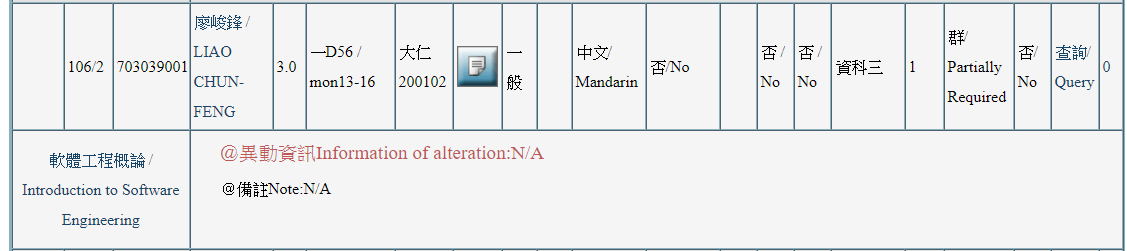 106/2
703039001
廖峻鋒 /
LIAO
CHUN-
FENG
3.0
一D56 /
mon13-16
大仁
200102
一
般
中文/
Mandarin
否/No
否 /
No
否 /
No
資科三
1
群/
Partially
Required
否/
No
查詢/
Query
0
軟體工程概論 /
Introduction to Software
Engineering
@異動資訊Information of alteration:N/A
@備註Note:N/A